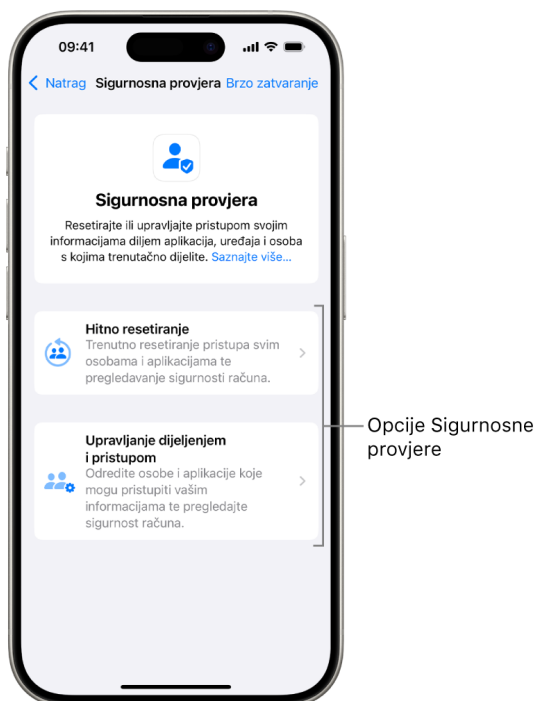 09:41
Natrag Sigurnosna provjera Brzo zatvaranje
Sigurnosna provjera
Resetirajte ili upravljajte pristupom svojim
informacijama diljem aplikacija, uređaja i osoba
s kojima trenutačno dijelite. Saznajte više...
Hitno resetiranje
Trenutno resetiranje pristupa svim
osobama i aplikacijama te
pregledavanje sigurnosti računa.
Upravljanje dijeljenjem
i pristupom
Odredite osobe i aplikacije koje
mogu pristupiti vašim
informacijama te pregledajte
sigurnost računa.
Opcije Sigurnosne
provjere